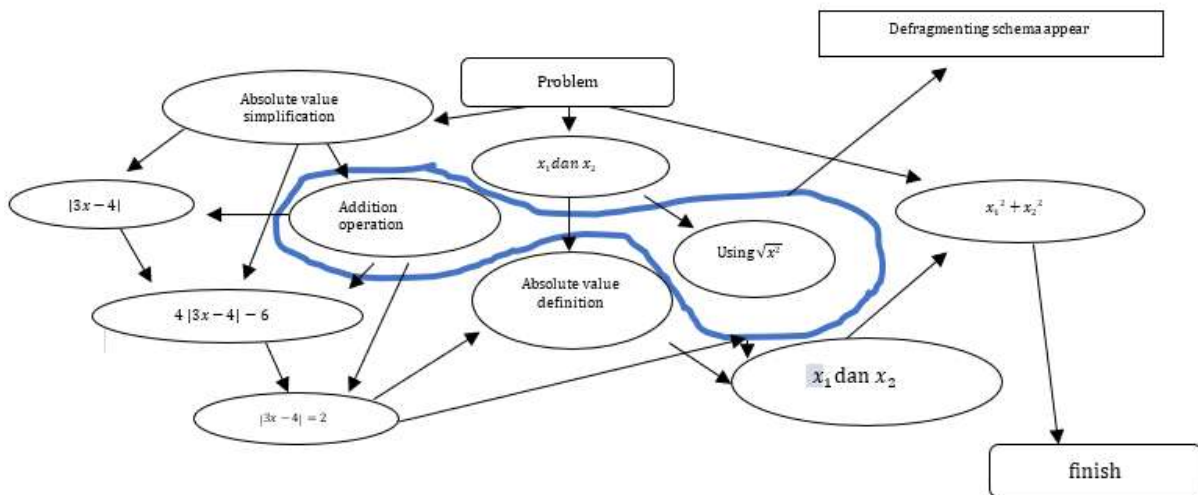 Defragmenting schema appear
Problem
Absolute value
simplification
x₁ dan x₂
|3x − 4|
Addition
operation
x₁² + x₂²
Using √x²
Absolute value
definition
4 |3x − 4| − 6
x₁ dan x₂
|3x − 4| = 2
finish